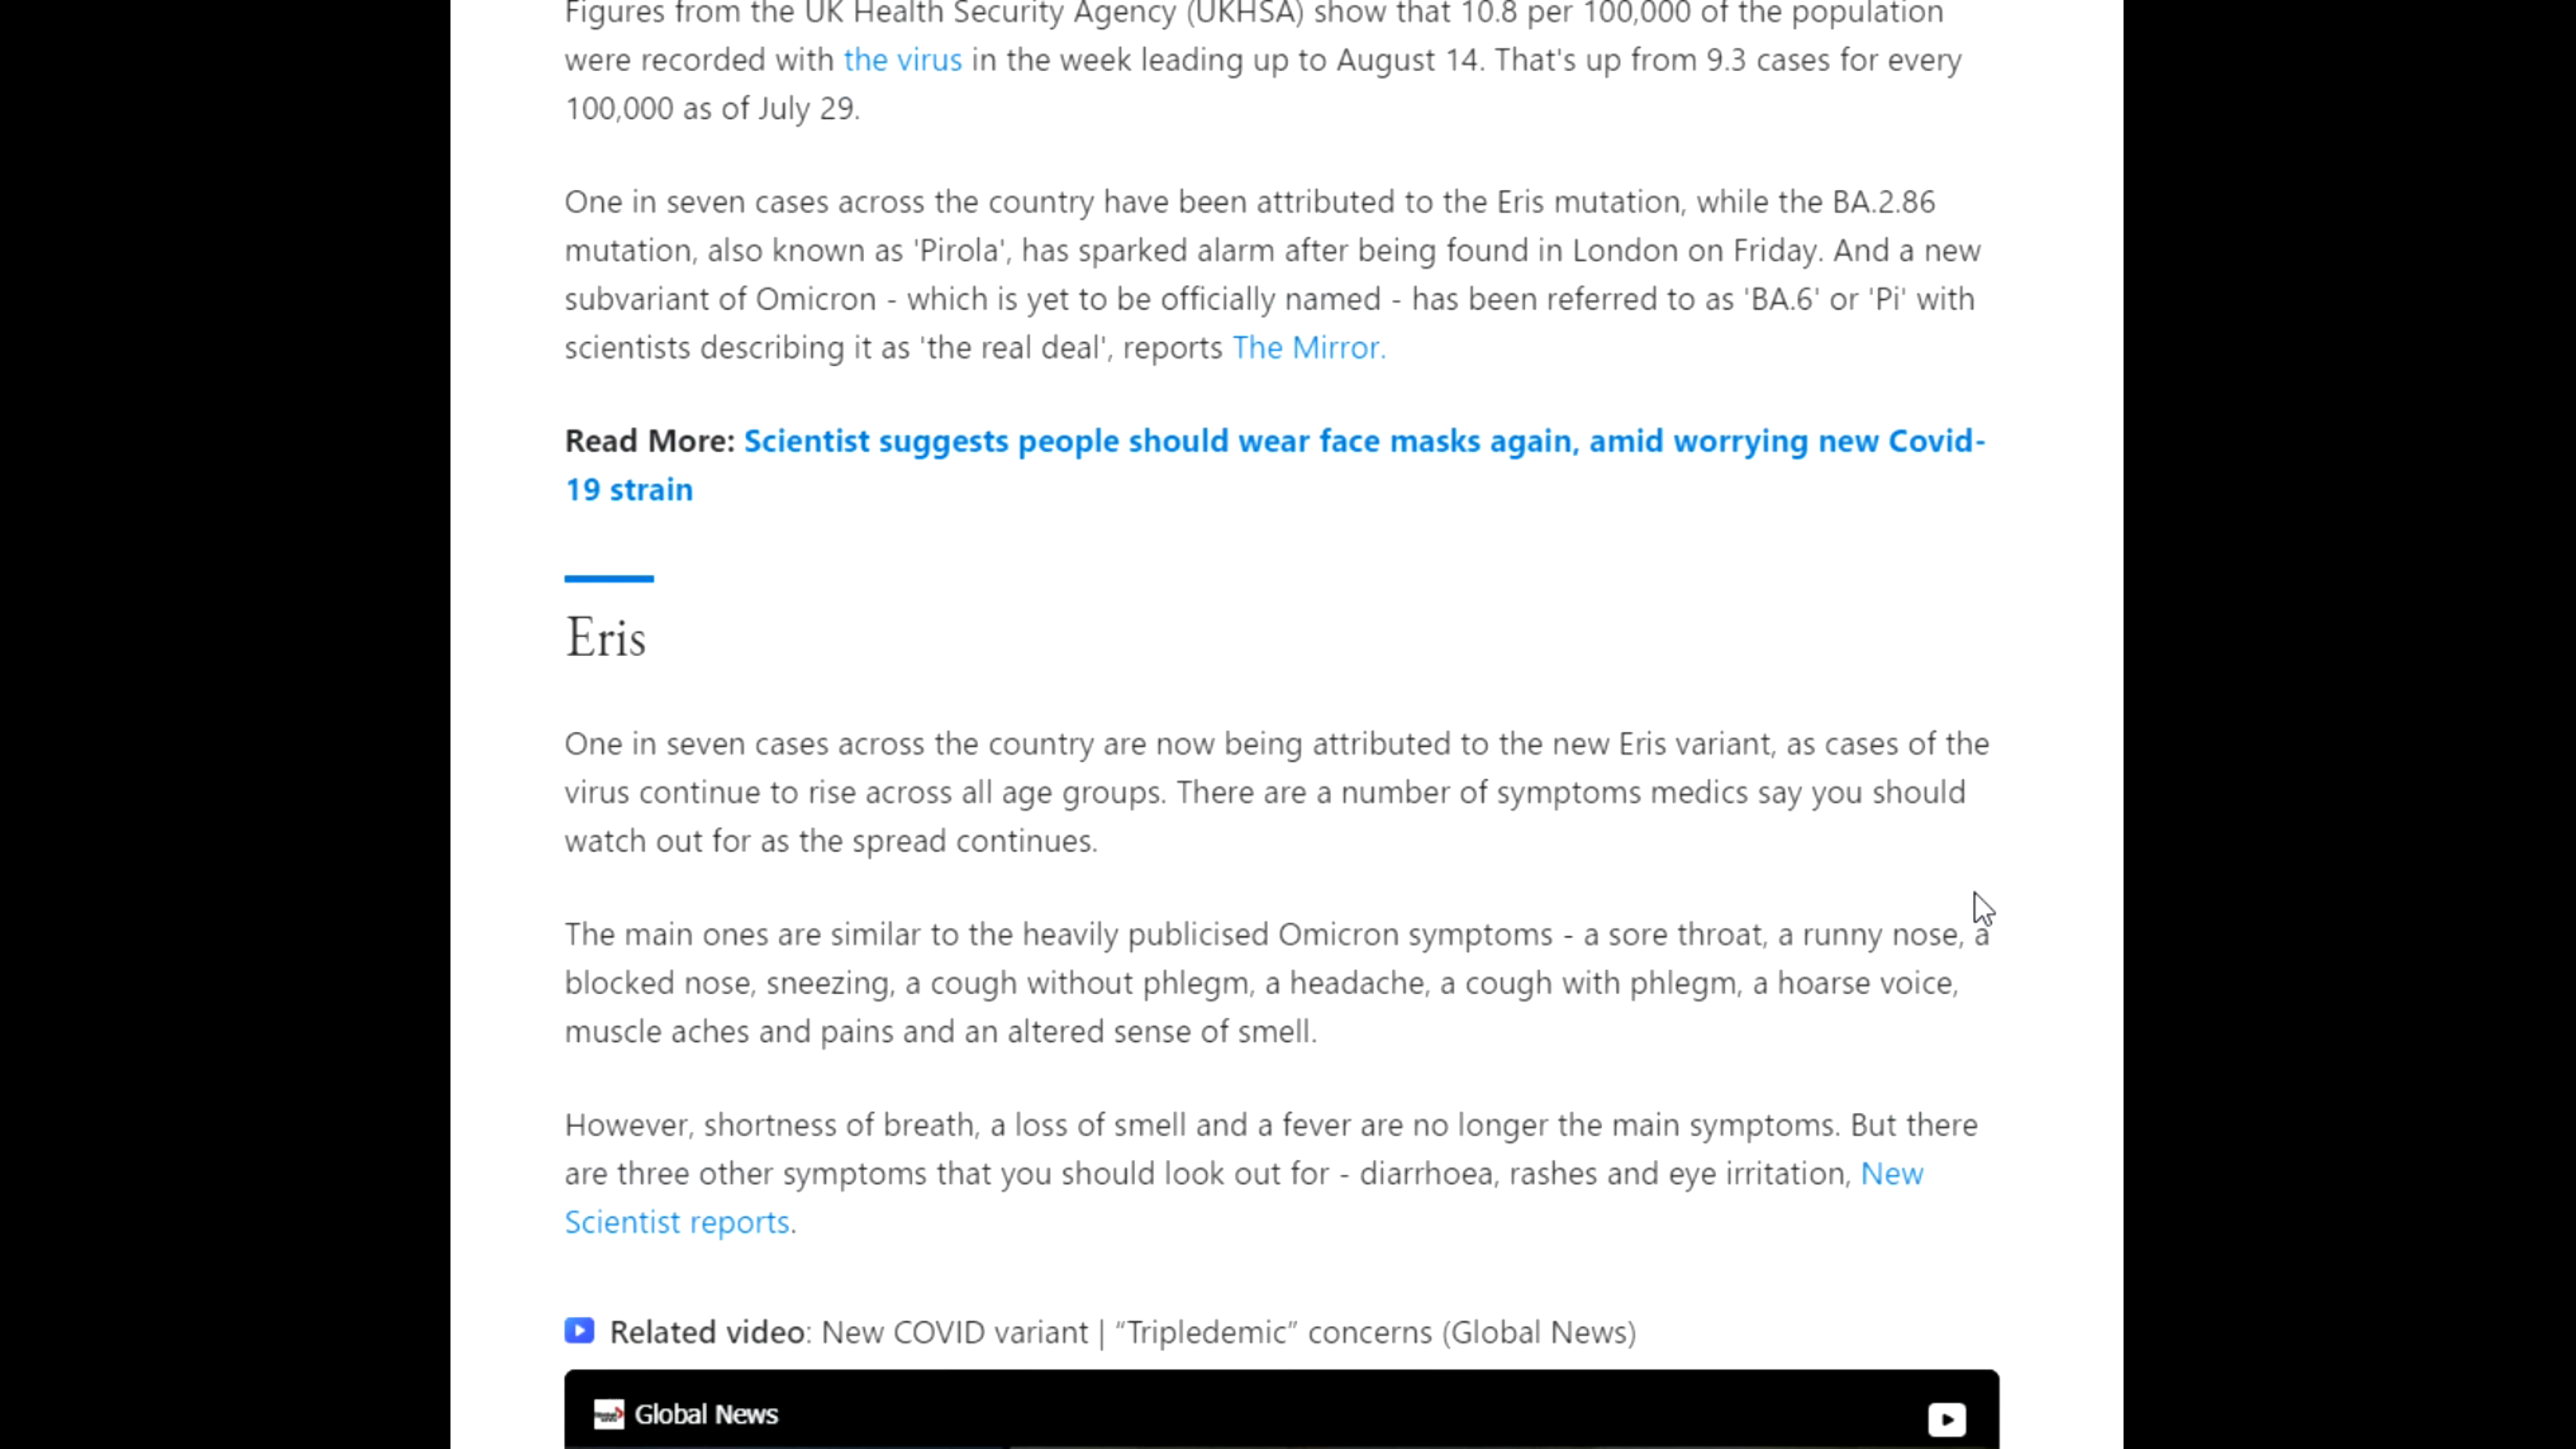 Figures from the UK Health Security Agency (UKHSA) show that 10.8 per 100,000 of the population
were recorded with the virus in the week leading up to August 14. That's up from 9.3 cases for every
100,000 as of July 29.
One in seven cases across the country have been attributed to the Eris mutation, while the BA.2.86
mutation, also known as 'Pirola', has sparked alarm after being found in London on Friday. And a new
subvariant of Omicron - which is yet to be officially named - has been referred to as 'BA.6' or 'Pi' with
scientists describing it as 'the real deal', reports The Mirror.
Read More: Scientist suggests people should wear face masks again, amid worrying new Covid-
19 strain
Eris
One in seven cases across the country are now being attributed to the new Eris variant, as cases of the
virus continue to rise across all age groups. There are a number of symptoms medics say you should
watch out for as the spread continues.
The main ones are similar to the heavily publicised Omicron symptoms - a sore throat, a runny nose, a
blocked nose, sneezing, a cough without phlegm, a headache, a cough with phlegm, a hoarse voice,
muscle aches and pains and an altered sense of smell.
However, shortness of breath, a loss of smell and a fever are no longer the main symptoms. But there
are three other symptoms that you should look out for - diarrhoea, rashes and eye irritation, New
Scientist reports.
Related video: New COVID variant | “Tripledemic” concerns (Global News)
Global News